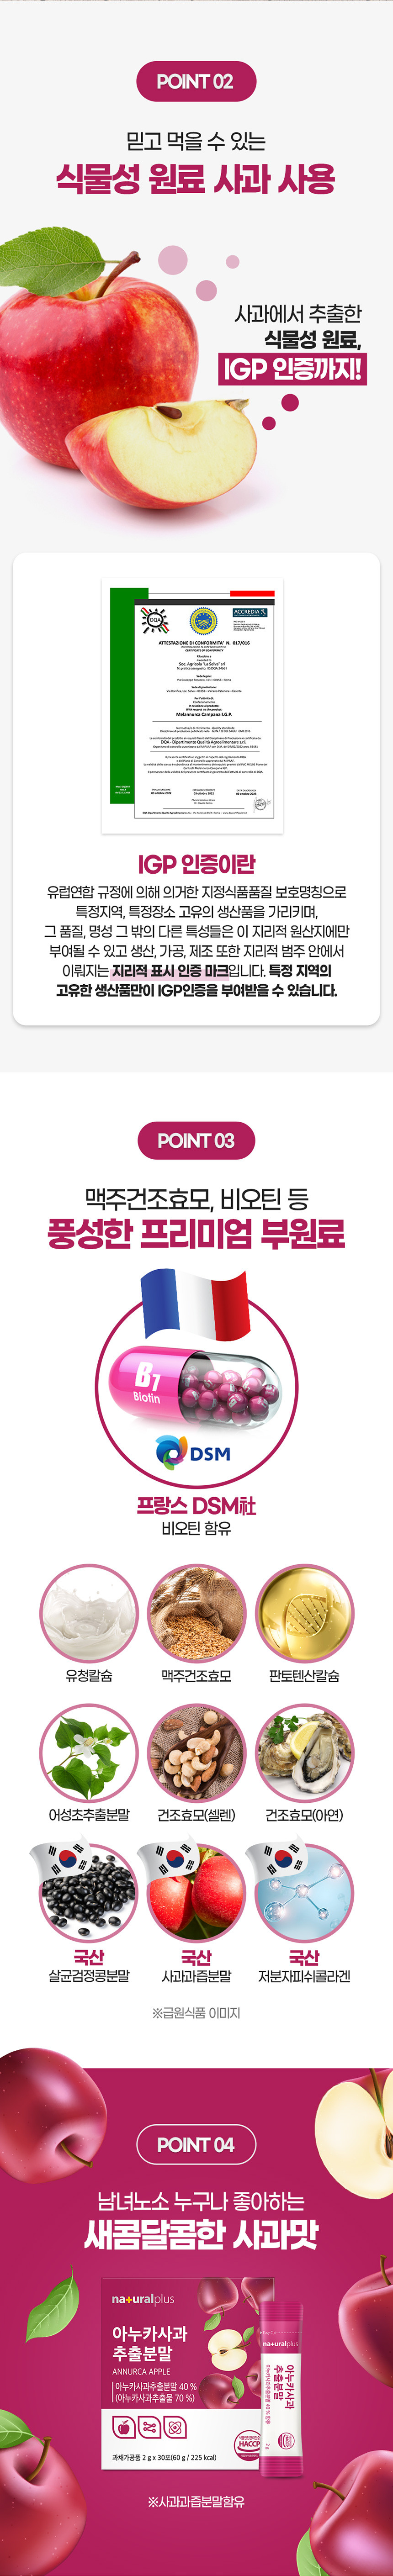 POINT 02
믿고 먹을 수 있는
식물성 원료 사과 사용
사과에서 추출한
식물성 원료,
IGP 인증까지!
DQA
ACCREDIA
ATTESTAZIONE DI CONFORMITA' N. 017/016
Soc. Agricola "La Selva" srl
Melannurca Campana I.G.P.
IGP 인증이란
유럽연합 규정에 의해 의거한 지정식품품질 보호명칭으로
특정지역, 특정장소 고유의 생산품을 가리키며,
그 품질, 명성 그 밖의 다른 특성들은 이 지리적 원산지에만
부여될 수 있고 생산, 가공, 제조 또한 지리적 범주 안에서
이뤄지는 지리적 표시 인증 마크입니다. 특정 지역의
고유한 생산품만이 IGP인증을 부여받을 수 있습니다.
POINT 03
맥주건조효모, 비오틴 등
풍성한 프리미엄 부원료
B7
Biotin
DSM
프랑스 DSM社
비오틴 함유
유청칼슘
맥주건조효모
판토텐산칼슘
어성초추출분말
건조효모(셀렌)
건조효모(아연)
국산
살균검정콩분말
국산
사과과즙분말
국산
저분자피쉬콜라겐
※급원식품 이미지
POINT 04
남녀노소 누구나 좋아하는
새콤달콤한 사과맛
naturalplus
아누카사과
추출분말
ANNURCA APPLE
아누카사과추출분말 40 %
(아누카사과추출물 70 %)
HACCP
과채가공품 2 g x 30포(60 g / 225 kcal)
naturalplus
아누카사과
추출분말
2 g
※사과과즙분말함유